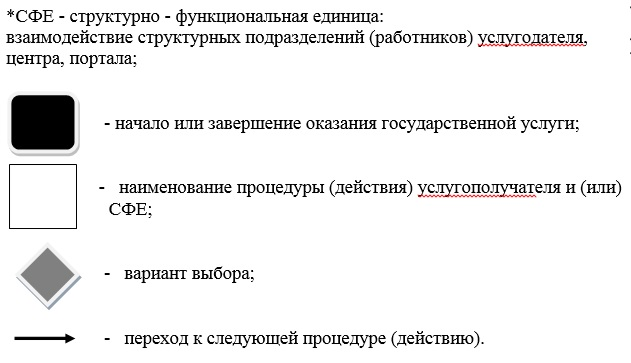 *СФЕ - структурно - функциональная единица:
взаимодействие структурных подразделений (работников) услугодателя,
центра, портала;
- начало или завершение оказания государственной услуги;
- наименование процедуры (действия) услугополучателя и (или)
СФЕ;
- вариант выбора;
- переход к следующей процедуре (действию).